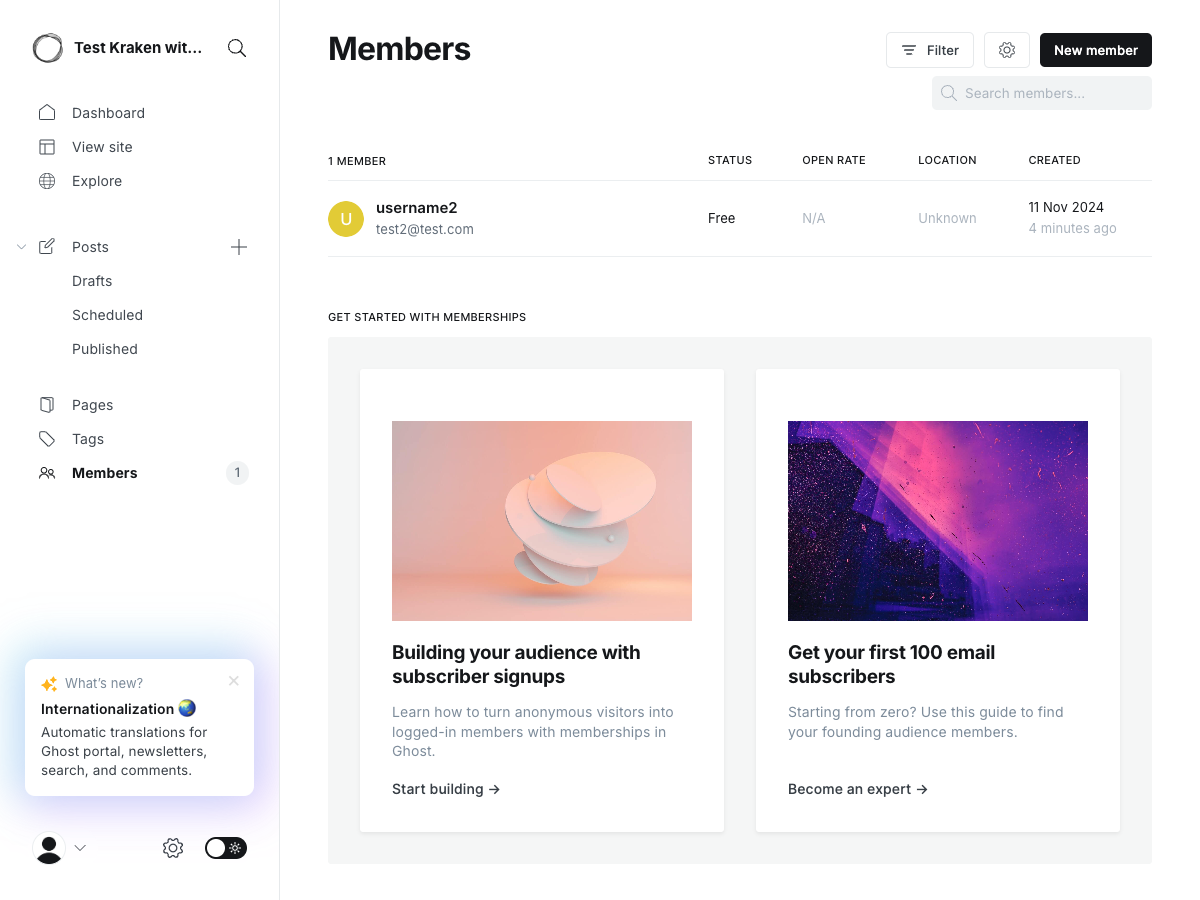 Test Kraken wit...
Dashboard
View site
Explore
Posts
Drafts
Scheduled
Published
Pages
Tags
Members
1
What's new?
Internationalization 🌏
Automatic translations for
Ghost portal, newsletters,
search, and comments.
Members
Filter
New member
Search members...
1 MEMBER STATUS OPEN RATE LOCATION CREATED
U
username2
test2@test.com
Free
N/A
Unknown
11 Nov 2024
4 minutes ago
GET STARTED WITH MEMBERSHIPS
Building your audience with
subscriber signups
Learn how to turn anonymous visitors into
logged-in members with memberships in
Ghost.
Start building →
Get your first 100 email
subscribers
Starting from zero? Use this guide to find
your founding audience members.
Become an expert →